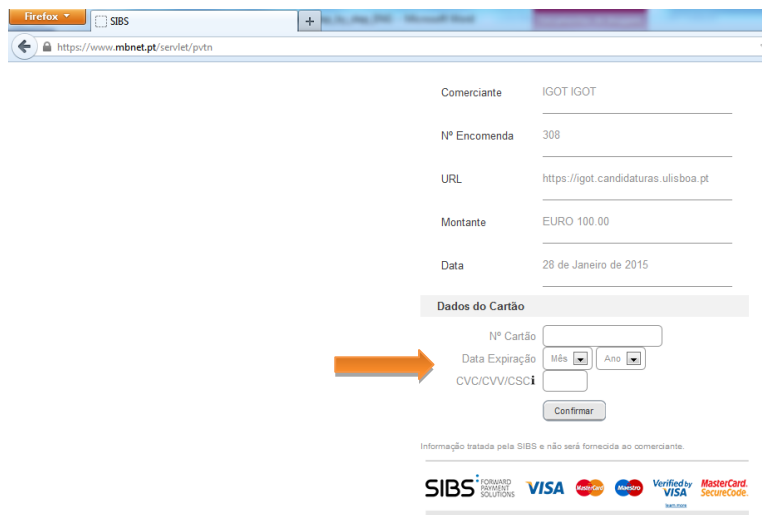 Firefox
SIBS
https://www.mbnet.pt/servlet/pvtn
Comerciante IGOT IGOT
Nº Encomenda 308
URL https://igot.candidaturas.ulisboa.pt
Montante EURO 100.00
Data 28 de Janeiro de 2015
Dados do Cartão
Nº Cartão
Data Expiração Mês Ano
CVC/CVV/CSC i
Confirmar
Informação tratada pela SIBS e não será fornecida ao comerciante.
SIBS FORWARD PAYMENT SOLUTIONS VISA MasterCard Maestro Verified by VISA MasterCard. SecureCode.
learn more